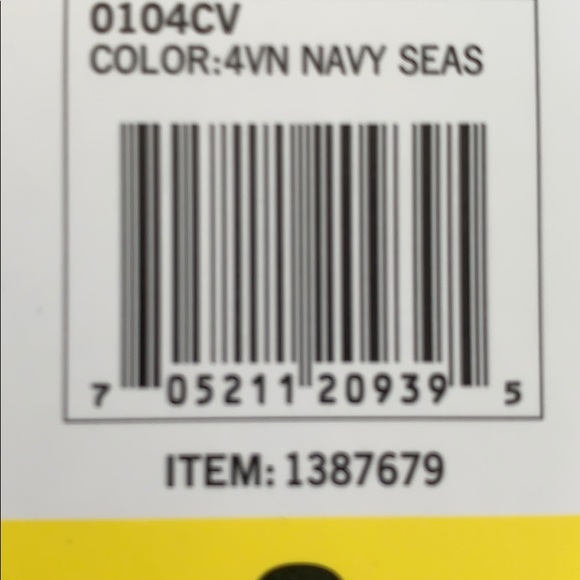 0104CV
COLOR:4VN NAVY SEAS
7 05211 20939 5
ITEM: 1387679